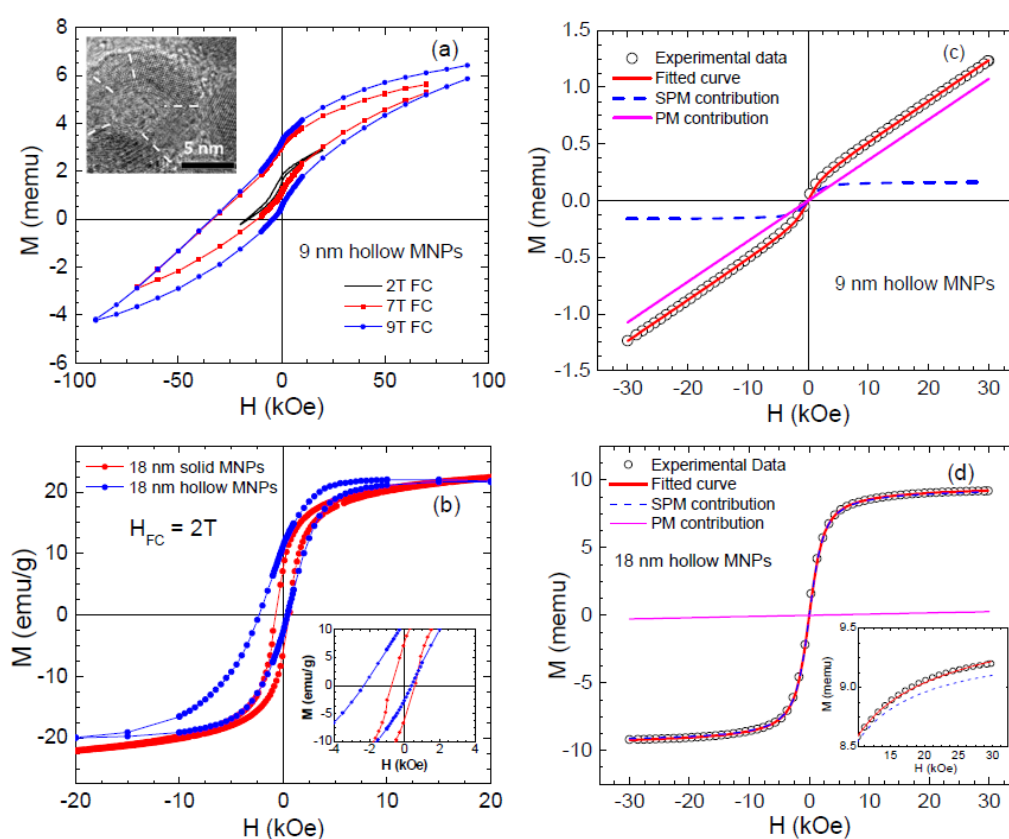 (a)
5 nm
9 nm hollow MNPs
2T FC
7T FC
9T FC
M (memu)
8
6
4
2
0
-2
-4
-6
-100
-50
0
50
100
H (kOe)
(c)
Experimental data
Fitted curve
SPM contribution
PM contribution
9 nm hollow MNPs
M (memu)
1.5
1.0
0.5
0.0
-0.5
-1.0
-1.5
-30
-20
-10
0
10
20
30
H (kOe)
18 nm solid MNPs
18 nm hollow MNPs
(b)
HFC = 2T
M (emu/g)
20
10
0
-10
-20
-20
-10
0
10
20
H (kOe)
M (emu/g)
10
5
0
-5
-10
-4
-2
0
2
4
H (kOe)
Experimental Data
Fitted curve
SPM contribution
PM contribution
(d)
18 nm hollow MNPs
M (memu)
10
5
0
-5
-10
-30
-20
-10
0
10
20
30
H (kOe)
M (memu)
9.5
9.0
8.5
15
20
25
30
H (kOe)